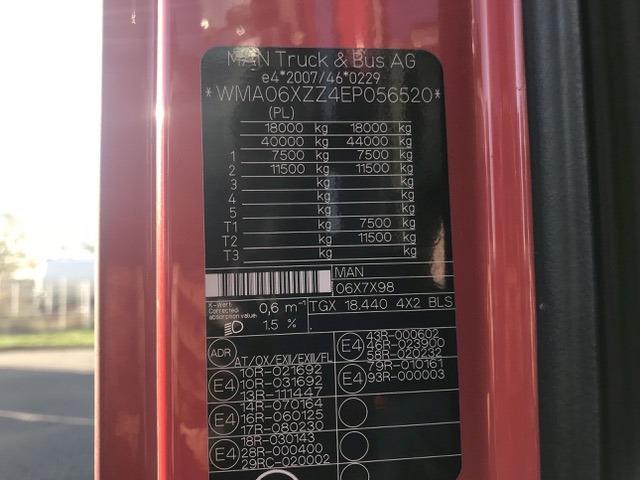 MAN Truck & Bus AG
e4*2007/46*0229
*WMA06XZZ4EP056520*
(PL)
18000 kg 18000 kg
40000 kg 44000 kg
1 7500 kg 7500 kg
2 11500 kg 11500 kg
3 kg kg
4 kg kg
5 kg kg
T1 7500 kg
T2 11500 kg
T3 kg
MAN
06X7X98
K-Wert:
Corrected
absorption value: 0,6 m⁻¹
1.5 %
TGX 18.440 4X2 BLS
ADR AT/OX/EXII/EXIII/FL
E4 10R-021692
10R-031692
13R-111447
E4 14R-070164
16R-060125
17R-080230
E4 18R-030143
28R-000400
29RC-020002
E4 43R-000602
46R-023900
58R-020232
E4 79R-010161
93R-000003